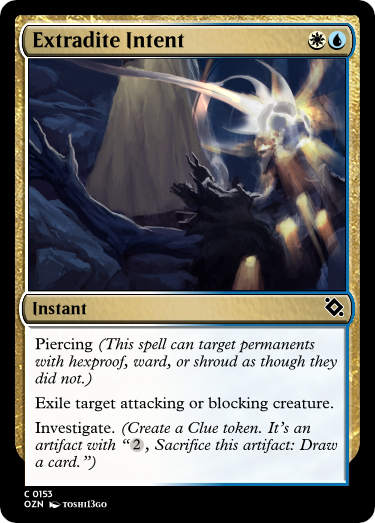 Extradite Intent
Instant
Piercing (This spell can target permanents
with hexproof, ward, or shroud as though they
did not.)
Exile target attacking or blocking creature.
Investigate. (Create a Clue token. It's an
artifact with “2, Sacrifice this artifact: Draw
a card.”)
C 0153
OZN TOSHI13GO